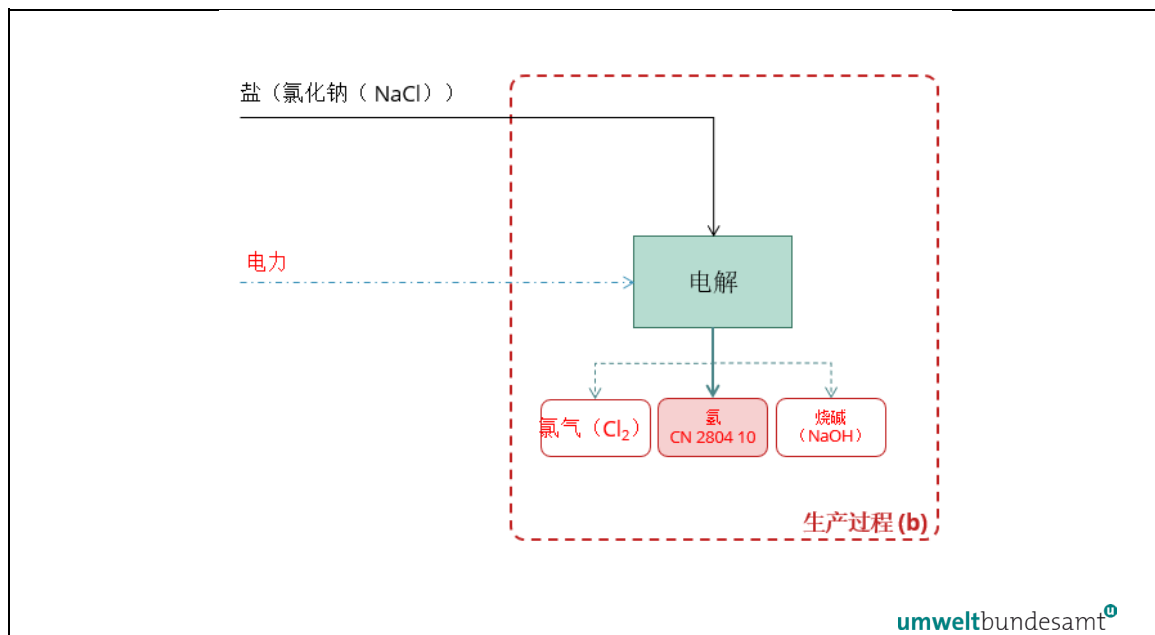 盐（氯化钠（ NaCl））
电力
电解
氯气（Cl₂）
氢
CN 2804 10
烧碱
（NaOH）
生产过程 (b)
umweltbundesamt u